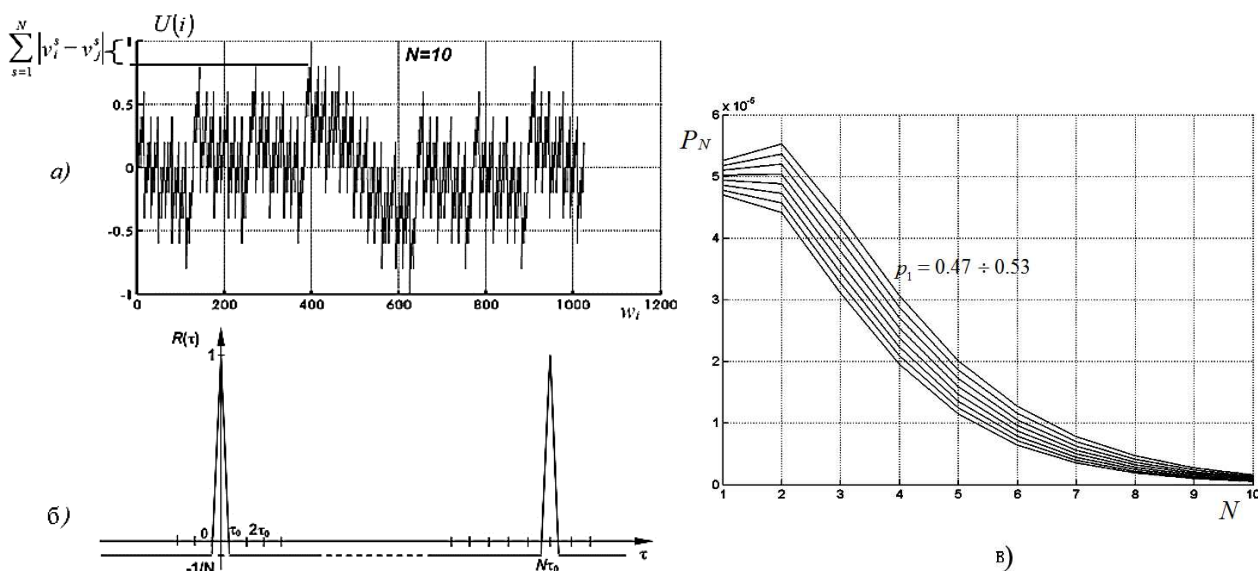 U(i)
\sum_{s=1}^{N} |v_i^s - v_j^s| {
1
N=10
0.5
0
-0.5
-1
а)
0 200 400 600 800 1000 1200
w_i
R(τ)
1
0 τ₀ 2τ₀
-1/N
Nτ₀
τ
б)
6 x 10⁻⁶
P_N
5
4
p₁ = 0.47 ÷ 0.53
3
2
1
0
1 2 3 4 5 6 7 8 9 10
N
в)